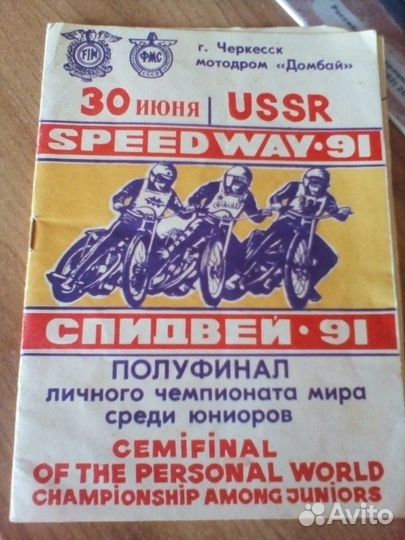 FIM
ФМС
СССР
г. Черкесск
мотодром «Домбай»
30 июня | USSR
SPEEDWAY·91
СПИДВЕЙ·91
ПОЛУФИНАЛ
личного чемпионата мира
среди юниоров
CEMIFINAL
OF THE PERSONAL WORLD
CHAMPIONSHIP AMONG JUNIORS
Avito